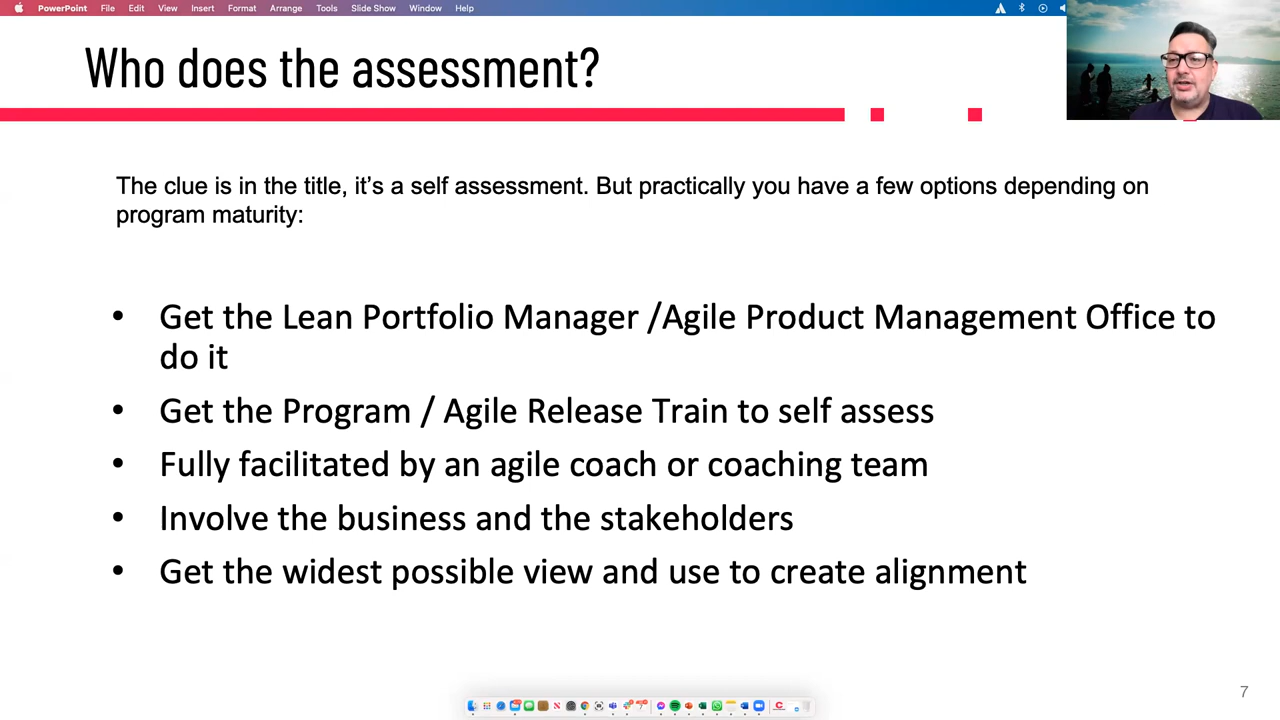 PowerPoint File Edit View Insert Format Arrange Tools Slide Show Window Help
Who does the assessment?
The clue is in the title, it’s a self assessment. But practically you have a few options depending on
program maturity:
• Get the Lean Portfolio Manager /Agile Product Management Office to
do it
• Get the Program / Agile Release Train to self assess
• Fully facilitated by an agile coach or coaching team
• Involve the business and the stakeholders
• Get the widest possible view and use to create alignment
7